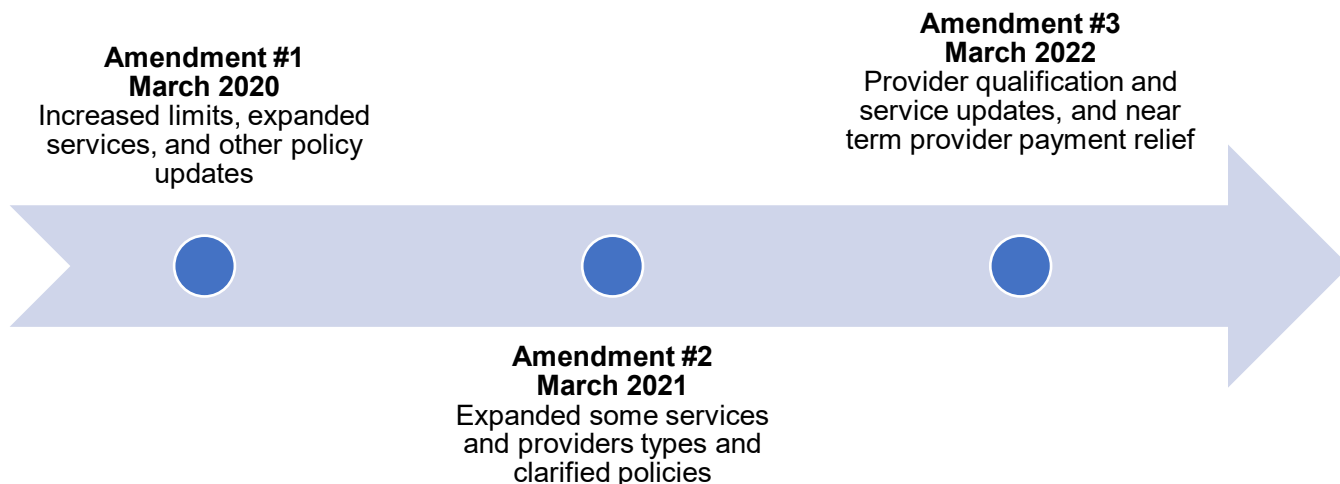 Amendment #1
March 2020
Increased limits, expanded
services, and other policy
updates
Amendment #2
March 2021
Expanded some services
and providers types and
clarified policies
Amendment #3
March 2022
Provider qualification and
service updates, and near
term provider payment relief